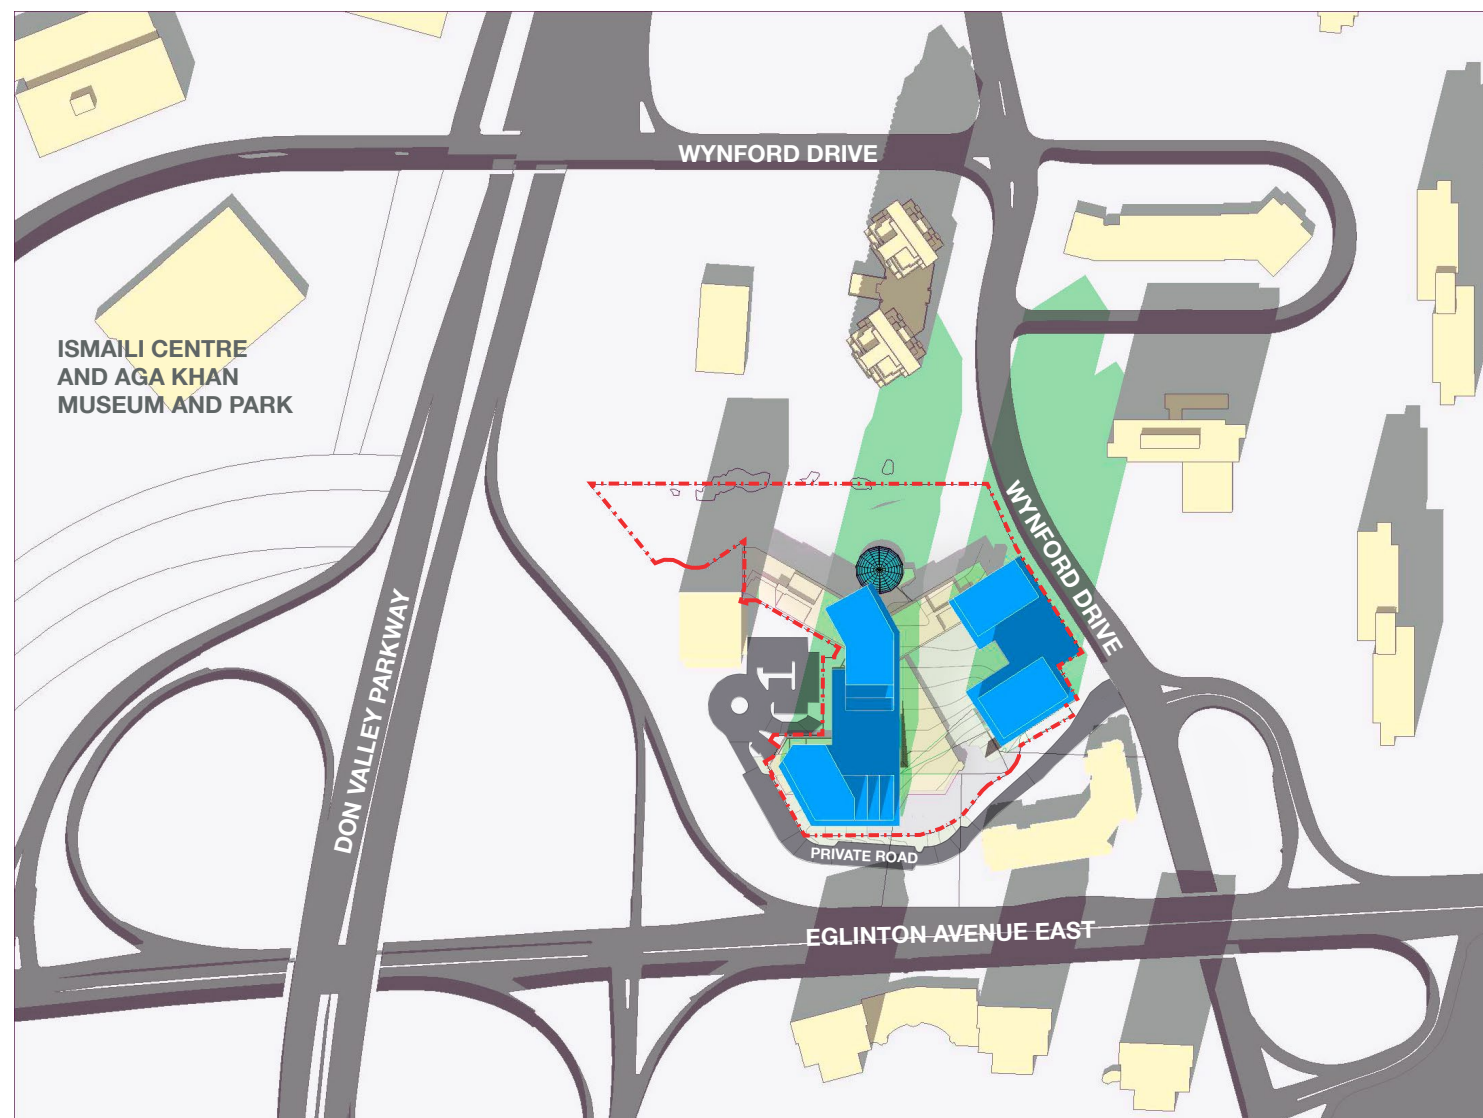 WYNFORD DRIVE
ISMAILI CENTRE
AND AGA KHAN
MUSEUM AND PARK
WYNFORD DRIVE
DON VALLEY PARKWAY
PRIVATE ROAD
EGLINTON AVENUE EAST